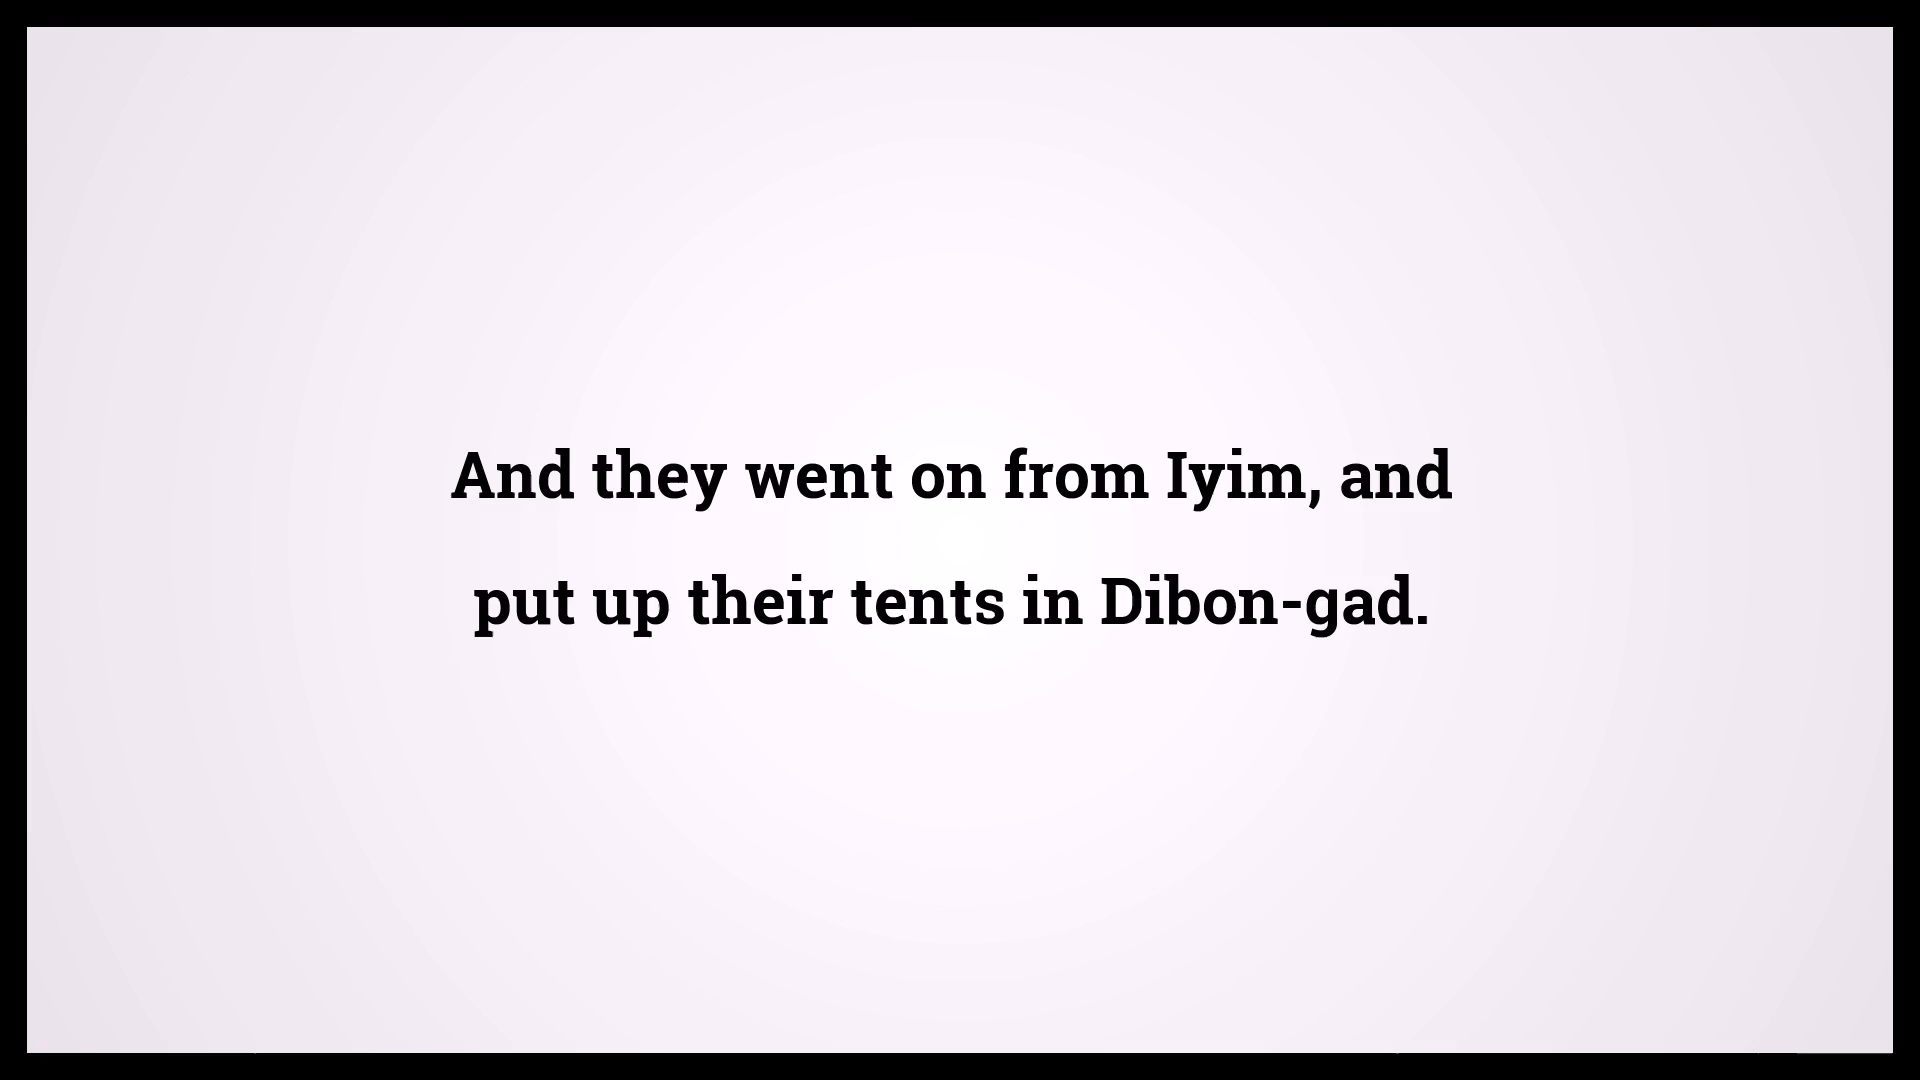 And they went on from Iyim, and
put up their tents in Dibon-gad.